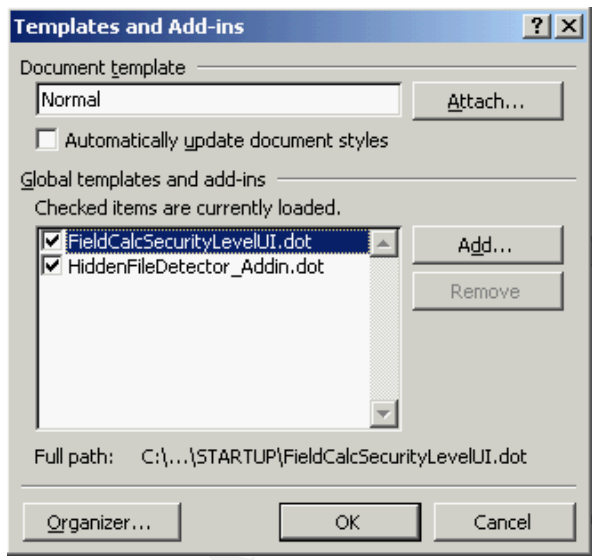 Templates and Add-ins
Document template
Normal
Attach...
Automatically update document styles
Global templates and add-ins
Checked items are currently loaded.
FieldCalcSecurityLevelUI.dot
Add...
HiddenFileDetector_Addin.dot
Remove
Full path: C:\...\STARTUP\FieldCalcSecurityLevelUI.dot
Organizer... OK Cancel